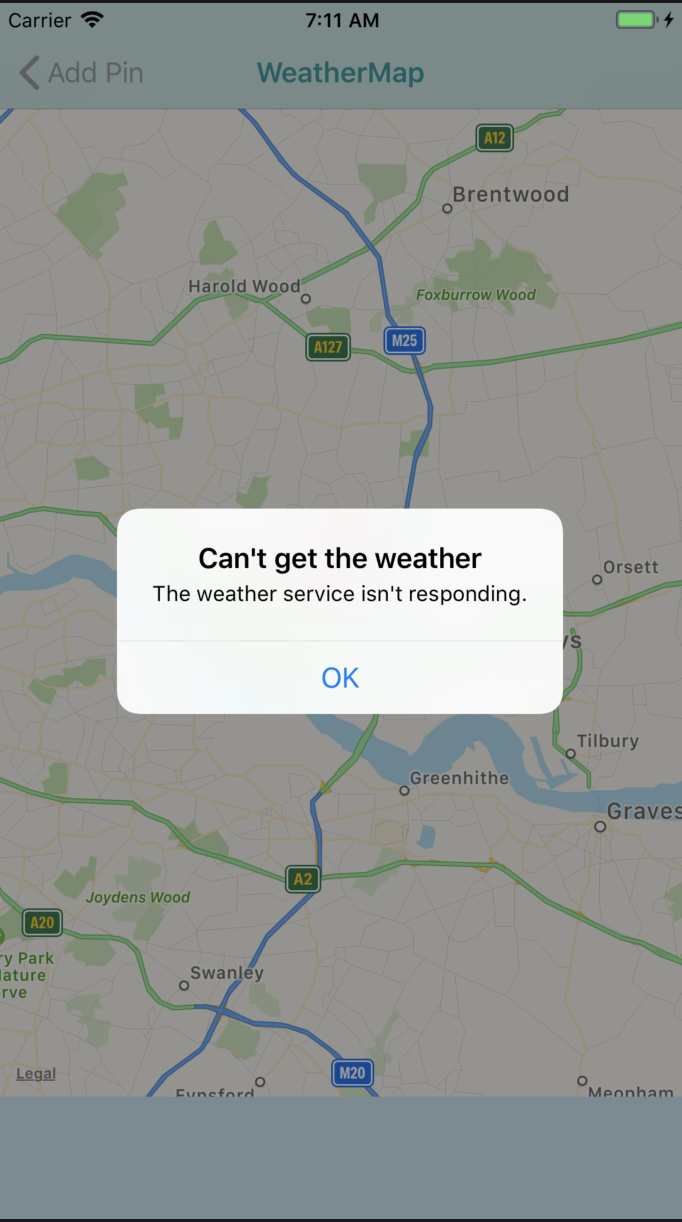 Carrier
7:11 AM
Add Pin
WeatherMap
A12
Brentwood
Harold Wood
Foxburrow Wood
M25
A127
Can't get the weather
Orsett
The weather service isn't responding.
OK
Tilbury
Greenhithe
Graves
A2
Joydens Wood
A20
ry Park
lature
rve
Swanley
Legal
M20
Eynsford
Meopham